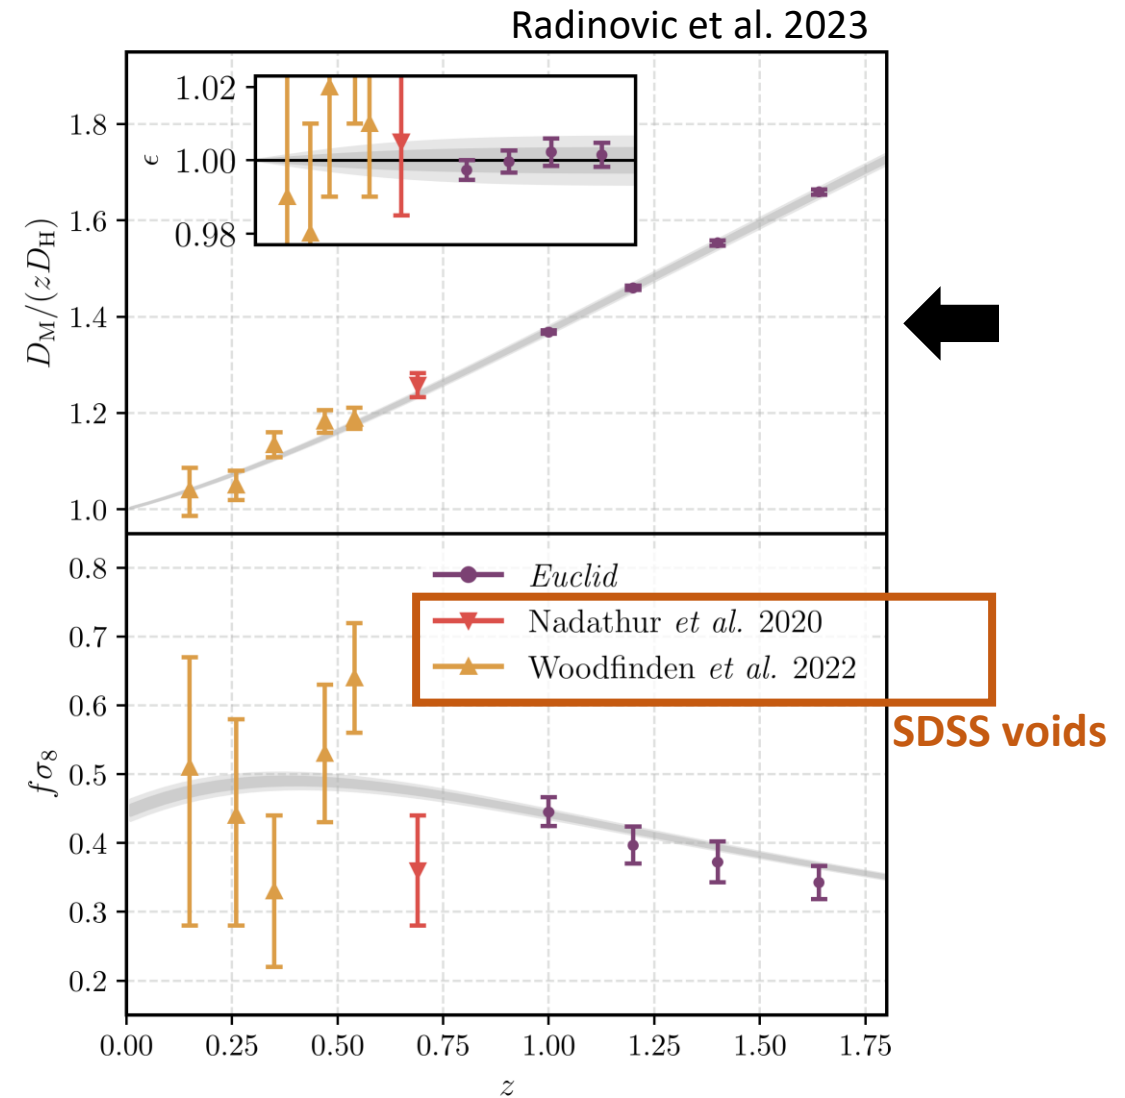 Radinovic et al. 2023
1.02
1.00
0.98
ϵ
1.8
1.6
1.4
1.2
1.0
D_M/(zD_H)
Euclid
Nadathur et al. 2020
Woodfinden et al. 2022
SDSS voids
0.8
0.7
0.6
0.5
0.4
0.3
0.2
fσ₈
0.00 0.25 0.50 0.75 1.00 1.25 1.50 1.75
z